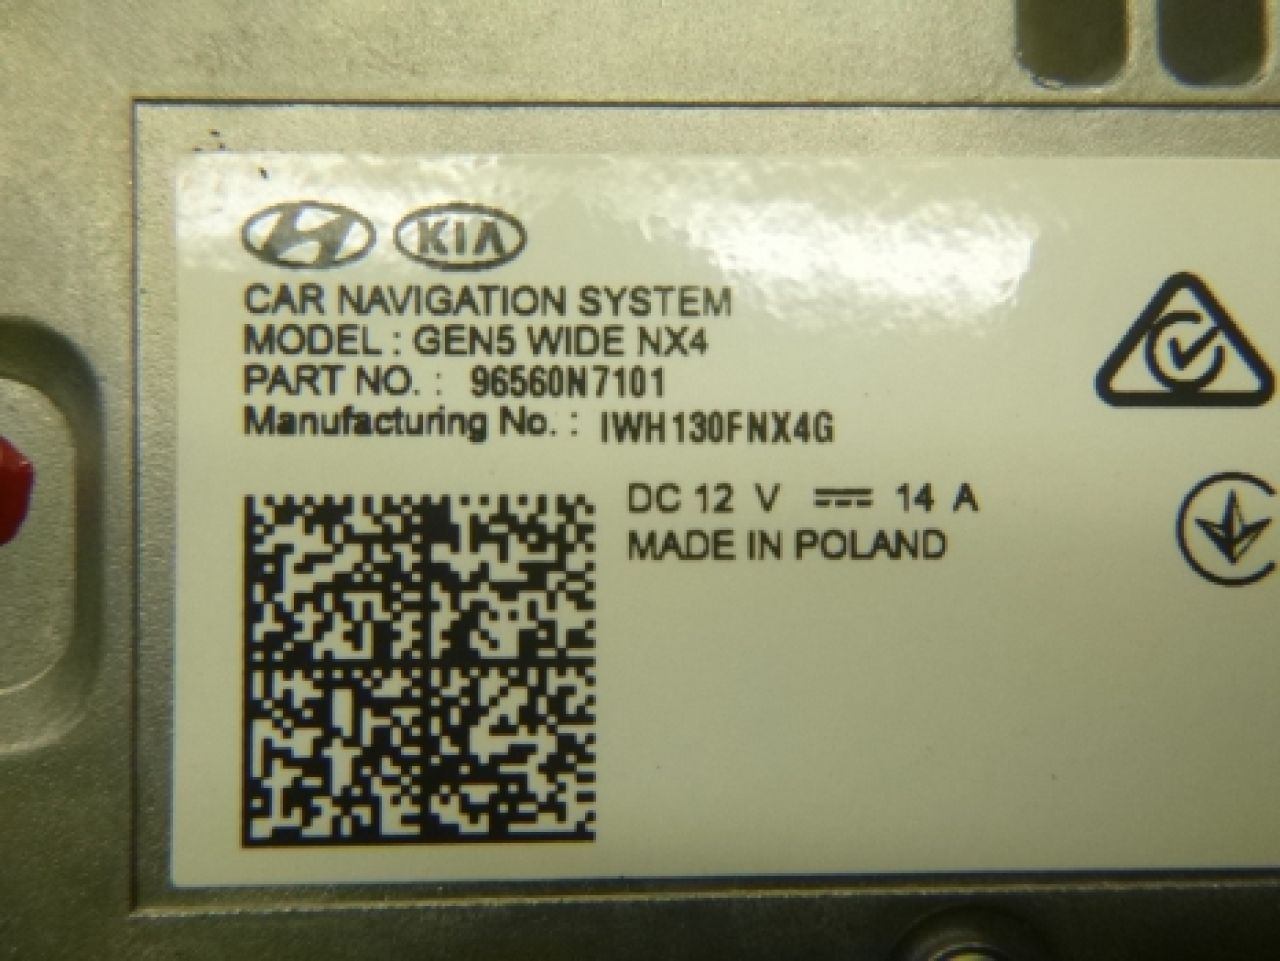 KIA
CAR NAVIGATION SYSTEM
MODEL : GEN5 WIDE NX4
PART NO. : 96560N7101
Manufacturing No. : IWH130FNX4G
DC 12 V ⎓ 14 A
MADE IN POLAND